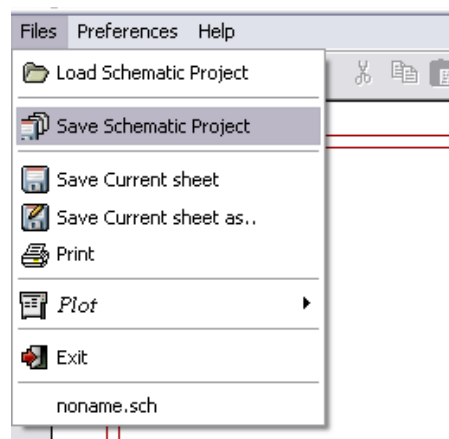 Files Preferences Help
Load Schematic Project
Save Schematic Project
Save Current sheet
Save Current sheet as..
Print
Plot
Exit
noname.sch